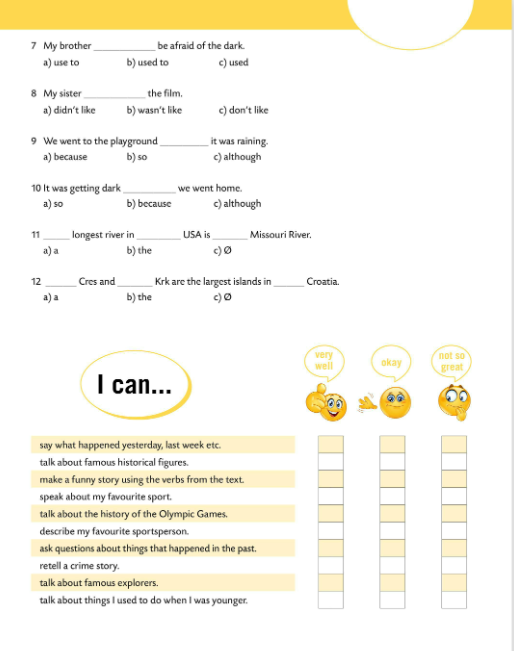 7 My brother ____________ be afraid of the dark.
a) use to b) used to c) used
8 My sister ____________ the film.
a) didn't like b) wasn't like c) don't like
9 We went to the playground _________ it was raining.
a) because b) so c) although
10 It was getting dark __________ we went home.
a) so b) because c) although
11 _____ longest river in ________ USA is ______ Missouri River.
a) a b) the c) Ø
12 ______ Cres and ______ Krk are the largest islands in ______ Croatia.
a) a b) the c) Ø
I can...
very
well
okay
not so
great
say what happened yesterday, last week etc.
talk about famous historical figures.
make a funny story using the verbs from the text.
speak about my favourite sport.
talk about the history of the Olympic Games.
describe my favourite sportsperson.
ask questions about things that happened in the past.
retell a crime story.
talk about famous explorers.
talk about things I used to do when I was younger.